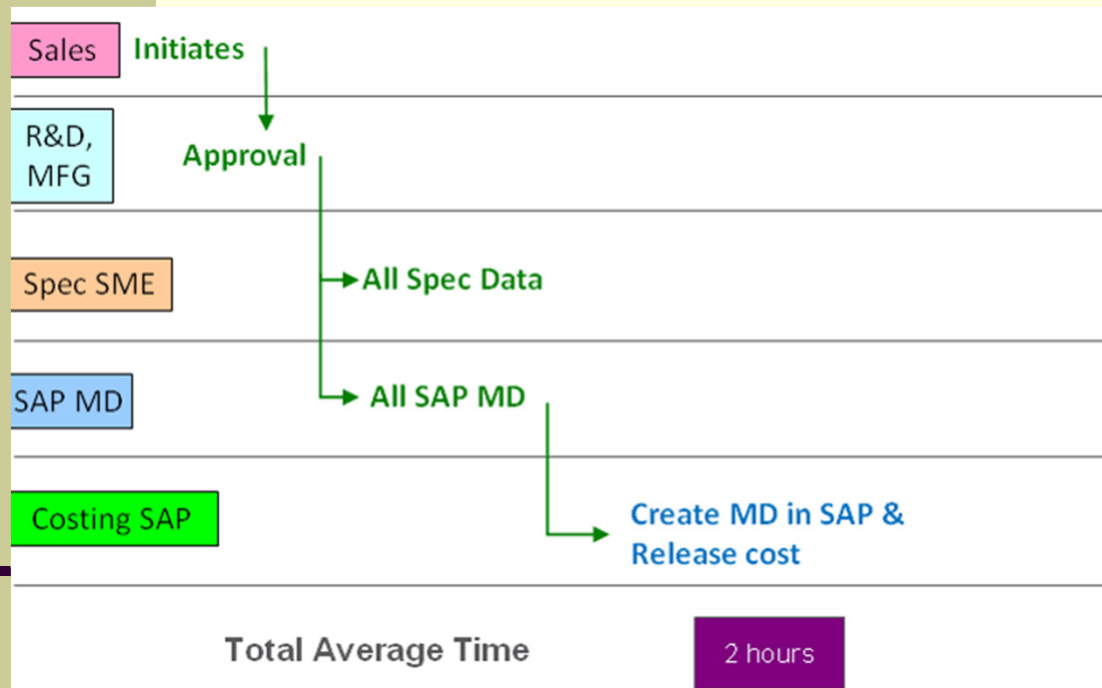 Sales Initiates
R&D,
MFG
Approval
Spec SME All Spec Data
SAP MD All SAP MD
Costing SAP
Create MD in SAP &
Release cost
Total Average Time 2 hours